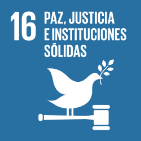 16 PAZ, JUSTICIA
E INSTITUCIONES
SÓLIDAS